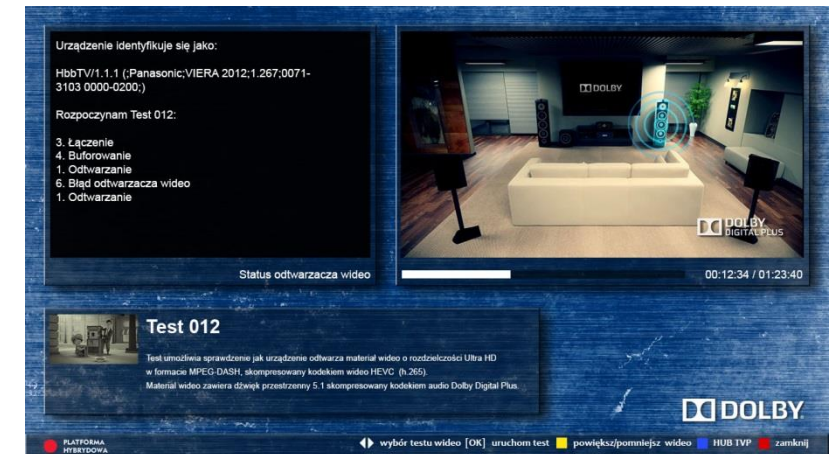 Urządzenie identyfikuje się jako:
HbbTV/1.1.1 (;Panasonic;VIERA 2012;1.267;0071-
3103 0000-0200;)
Rozpoczynam Test 012:
3. Łączenie
4. Buforowanie
1. Odtwarzanie
6. Błąd odtwarzacza wideo
1. Odtwarzanie
Status odtwarzacza wideo
DOLBY
DOLBY
DIGITAL PLUS
00:12:34 / 01:23:40
Test 012
Test umożliwia sprawdzenie jak urządzenie odtwarza materiał wideo o rozdzielczości Ultra HD
w formacie MPEG-DASH, skompresowany kodekiem wideo HEVC (h.265).
Materiał wideo zawiera dźwięk przestrzenny 5.1 skompresowany kodekiem audio Dolby Digital Plus.
DOLBY
PLATFORMA
HYBRYDOWA
wybór testu wideo [OK] uruchom test powiększ/pomniejsz wideo HUB TVP zamknij